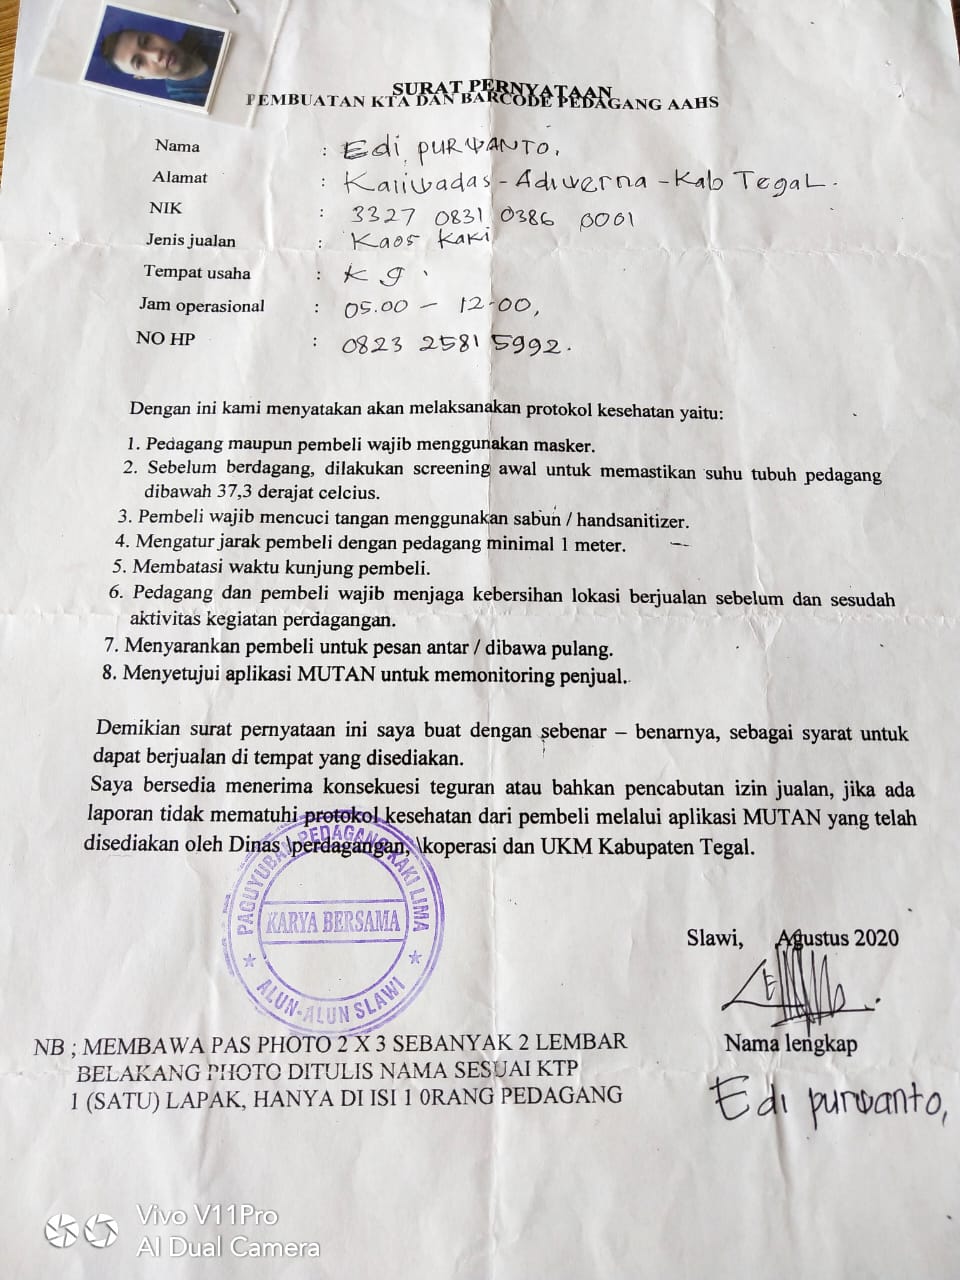 SURAT PERNYATAAN
PEMBUATAN KTA DAN BARCODE PEDAGANG AAHS
Nama : Edi PURWANTO.
Alamat : Kaliwadas - Adiwerna - Kab Tegal.
NIK : 3327 0831 0386 0001
Jenis jualan : Kaos kaki
Tempat usaha : K g
Jam operasional : 05.00 - 12.00,
NO HP : 0823 2581 5992.
Dengan ini kami menyatakan akan melaksanakan protokol kesehatan yaitu:
1. Pedagang maupun pembeli wajib menggunakan masker.
2. Sebelum berdagang, dilakukan screening awal untuk memastikan suhu tubuh pedagang
dibawah 37,3 derajat celcius.
3. Pembeli wajib mencuci tangan menggunakan sabun / handsanitizer.
4. Mengatur jarak pembeli dengan pedagang minimal 1 meter.
5. Membatasi waktu kunjung pembeli.
6. Pedagang dan pembeli wajib menjaga kebersihan lokasi berjualan sebelum dan sesudah
aktivitas kegiatan perdagangan.
7. Menyarankan pembeli untuk pesan antar / dibawa pulang.
8. Menyetujui aplikasi MUTAN untuk memonitoring penjual.
Demikian surat pernyataan ini saya buat dengan sebenar – benarnya, sebagai syarat untuk
dapat berjualan di tempat yang disediakan.
Saya bersedia menerima konsekuesi teguran atau bahkan pencabutan izin jualan, jika ada
laporan tidak mematuhi protokol kesehatan dari pembeli melalui aplikasi MUTAN yang telah
disediakan oleh Dinas \perdagangan, \koperasi dan UKM Kabupaten Tegal.
PAGUYUBAN PEDAGANG KAKI LIMA
KARYA BERSAMA
ALUN-ALUN SLAWI
Slawi, Agustus 2020
Nama lengkap
Edi purwanto,
NB ; MEMBAWA PAS PHOTO 2 X 3 SEBANYAK 2 LEMBAR
BELAKANG PHOTO DITULIS NAMA SESUAI KTP
1 (SATU) LAPAK, HANYA DI ISI 1 0RANG PEDAGANG
Vivo V11Pro
AI Dual Camera